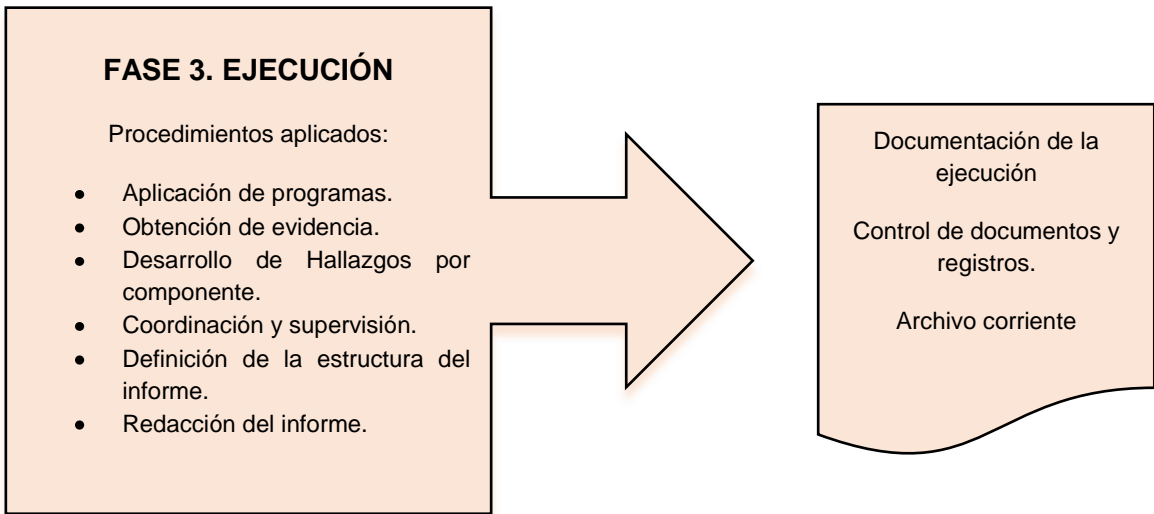 FASE 3. EJECUCIÓN
Procedimientos aplicados:
● Aplicación de programas.
● Obtención de evidencia.
● Desarrollo de Hallazgos por
componente.
● Coordinación y supervisión.
● Definición de la estructura del
informe.
● Redacción del informe.
Documentación de la
ejecución
Control de documentos y
registros.
Archivo corriente